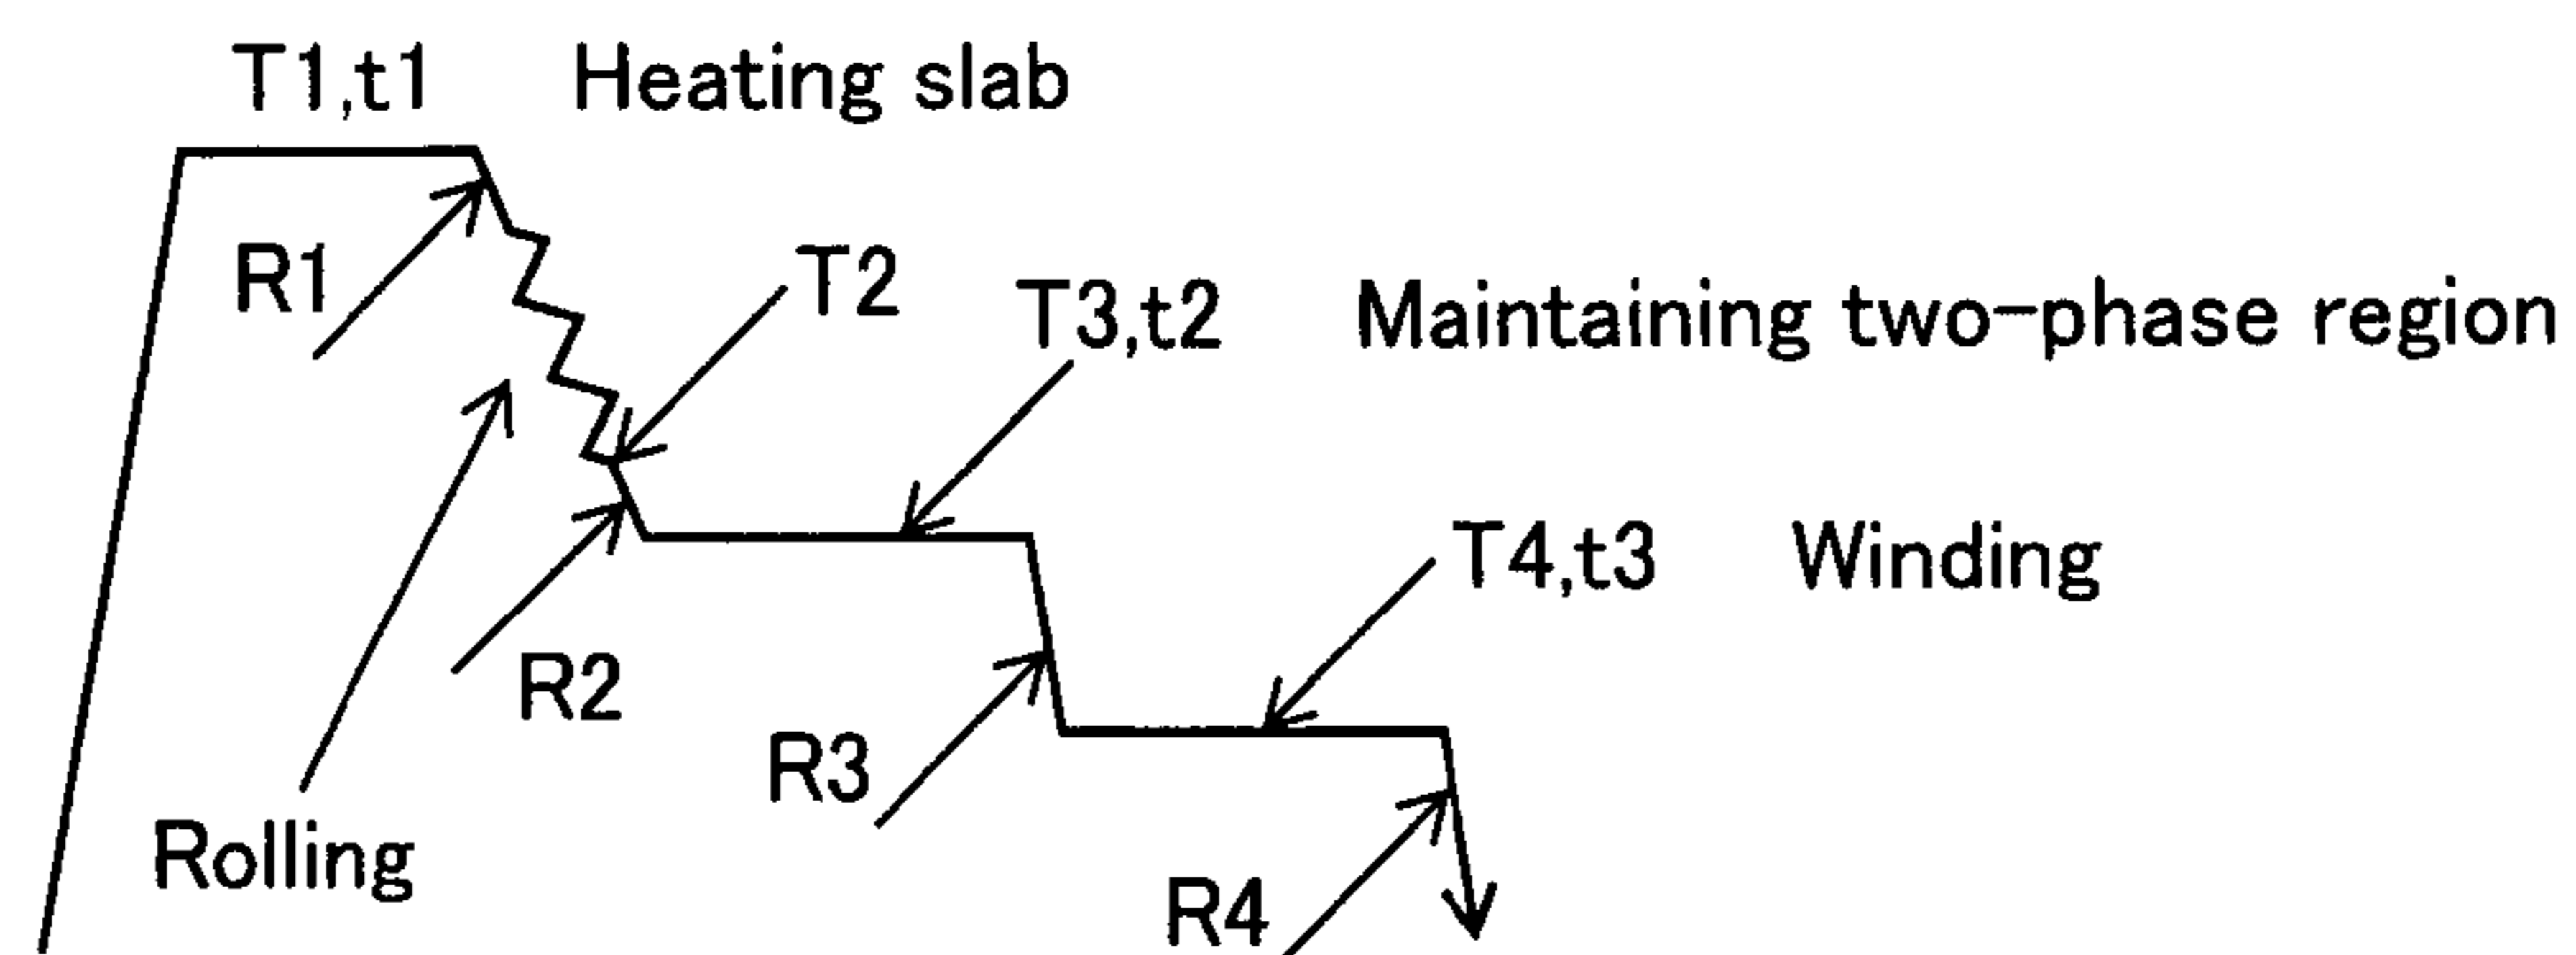 T1,t1 Heating slab
R1
T2
T3,t2 Maintaining two-phase region
T4,t3 Winding
R2
R3
Rolling
R4